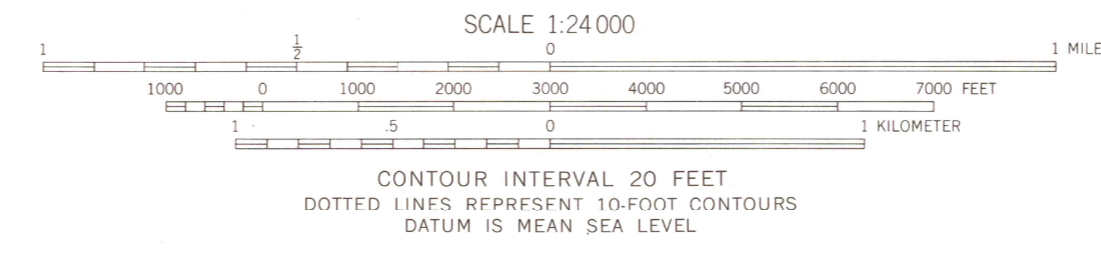 SCALE 1:24 000
1 1/2 0 1 MILE
1000 0 1000 2000 3000 4000 5000 6000 7000 FEET
1 .5 0 1 KILOMETER
CONTOUR INTERVAL 20 FEET
DOTTED LINES REPRESENT 10-FOOT CONTOURS
DATUM IS MEAN SEA LEVEL